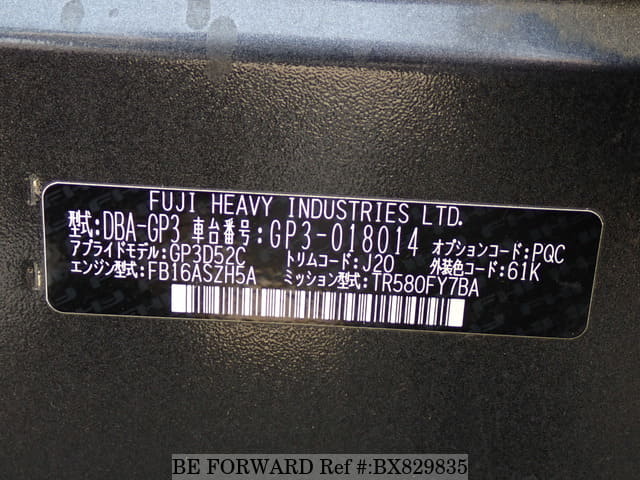 FUJI HEAVY INDUSTRIES LTD.
型式:DBA-GP3 車台番号:GP3-018014 オプションコード:PQC
アプライドモデル:GP3D52C トリムコード:J20 外装色コード:61K
エンジン型式:FB16ASZH5A ミッション型式:TR580FY7BA
BE FORWARD Ref #:BX829835